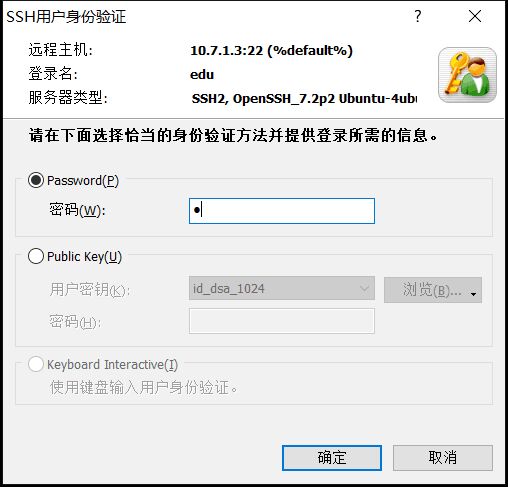 SSH用户身份验证
远程主机: 10.7.1.3:22 (%default%)
登录名: edu
服务器类型: SSH2, OpenSSH_7.2p2 Ubuntu-4ubu
请在下面选择恰当的身份验证方法并提供登录所需的信息。
Password(P)
密码(W): ●
Public Key(U)
用户密钥(K): id_dsa_1024 浏览(B)...
密码(H):
Keyboard Interactive(I)
使用键盘输入用户身份验证。
确定 取消